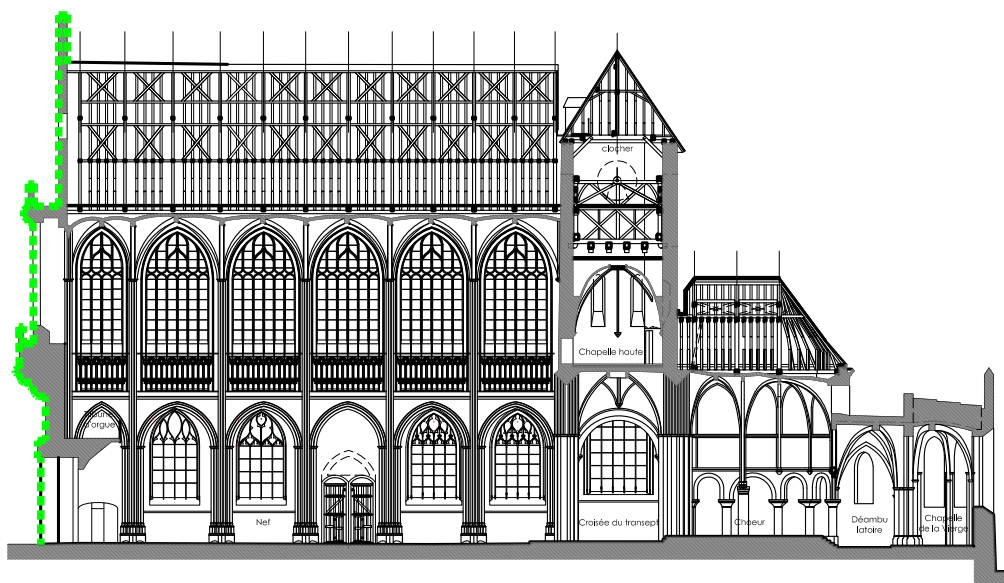 clocher
Chapelle haute
Tribune
d'orgue
Nef
Croisée du transept
Choeur
Déambu
latoire
Chapelle
de la Vierge